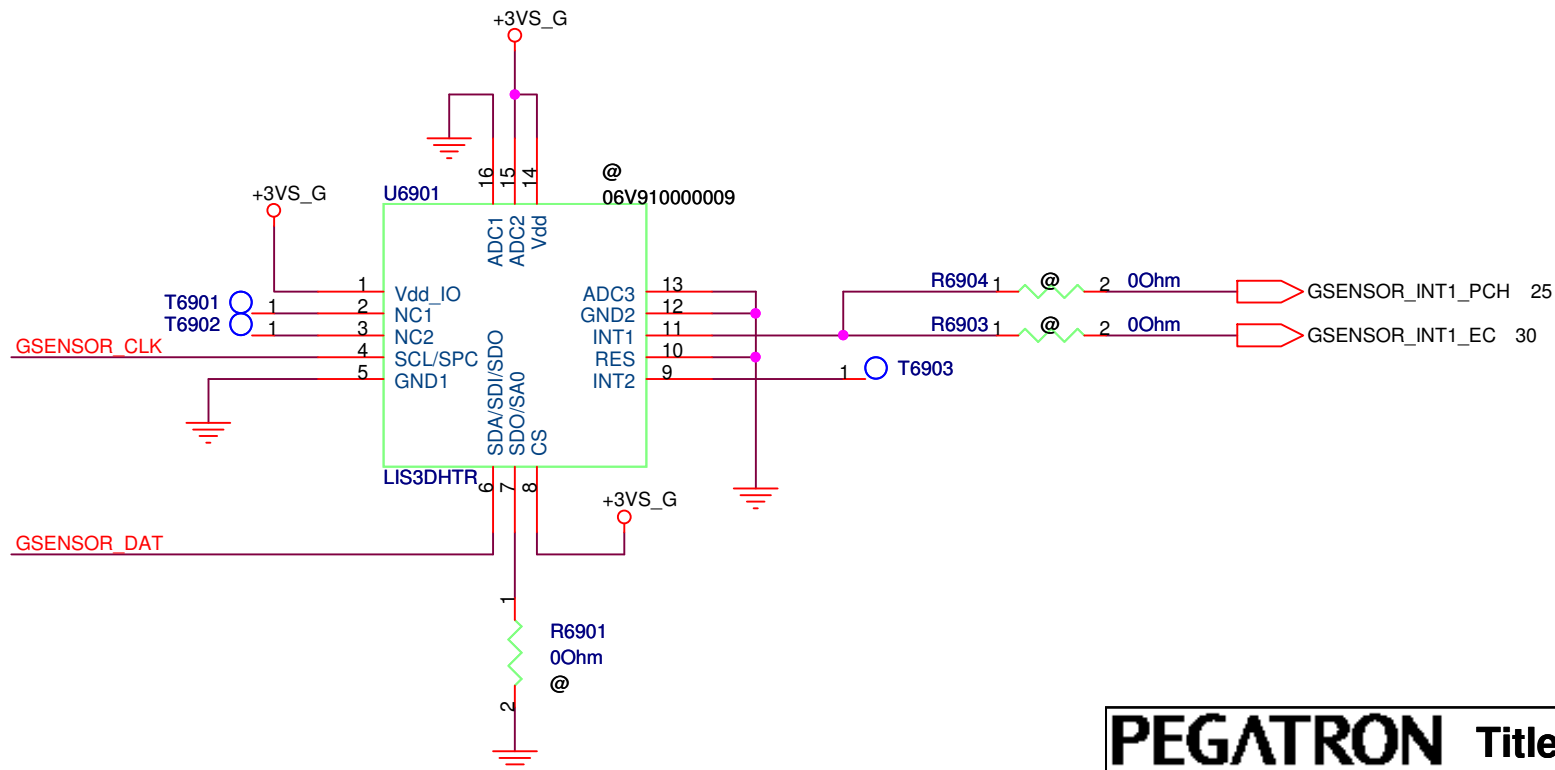 +3VS_G
16
15
14
@
06V910000009
U6901
+3VS_G
ADC1
ADC2
Vdd
1
Vdd_IO
T6901
1
2
NC1
T6902
1
3
NC2
GSENSOR_CLK
4
SCL/SPC
5
GND1
ADC3
13
GND2
12
INT1
11
RES
10
INT2
9
R6904
1
@
2
0Ohm
GSENSOR_INT1_PCH
25
R6903
1
@
2
0Ohm
GSENSOR_INT1_EC
30
1
T6903
SDA/SDI/SDO
SDO/SA0
CS
LIS3DHTR
6
7
8
+3VS_G
GSENSOR_DAT
1
R6901
0Ohm
@
2
PEGATRON
Title